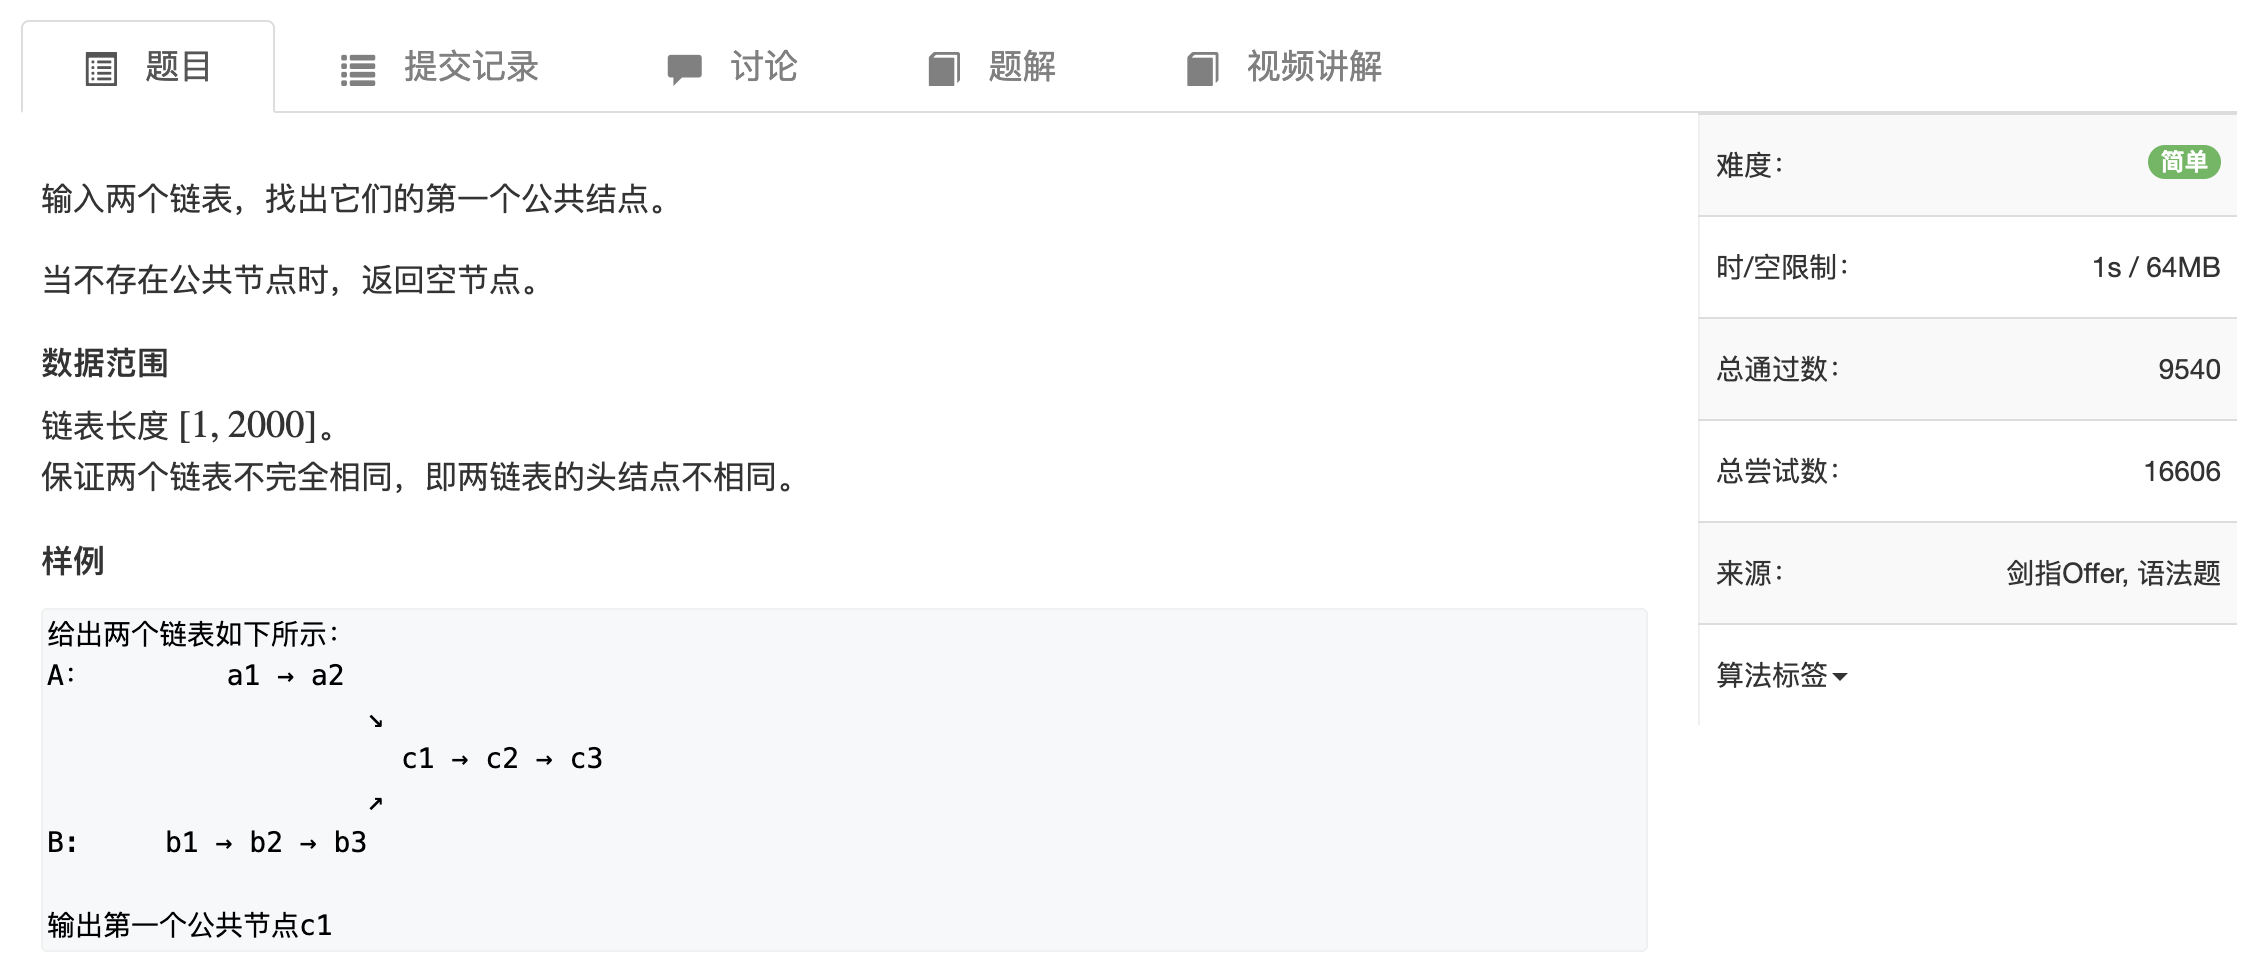 题目 提交记录 讨论 题解 视频讲解
输入两个链表，找出它们的第一个公共结点。
当不存在公共节点时，返回空节点。
数据范围
链表长度 [1, 2000]。
保证两个链表不完全相同，即两链表的头结点不相同。
样例
给出两个链表如下所示：
A：        a1 → a2
                   ↘
                     c1 → c2 → c3
                   ↗
B:     b1 → b2 → b3
输出第一个公共节点c1
难度： 简单
时/空限制： 1s / 64MB
总通过数： 9540
总尝试数： 16606
来源： 剑指Offer, 语法题
算法标签